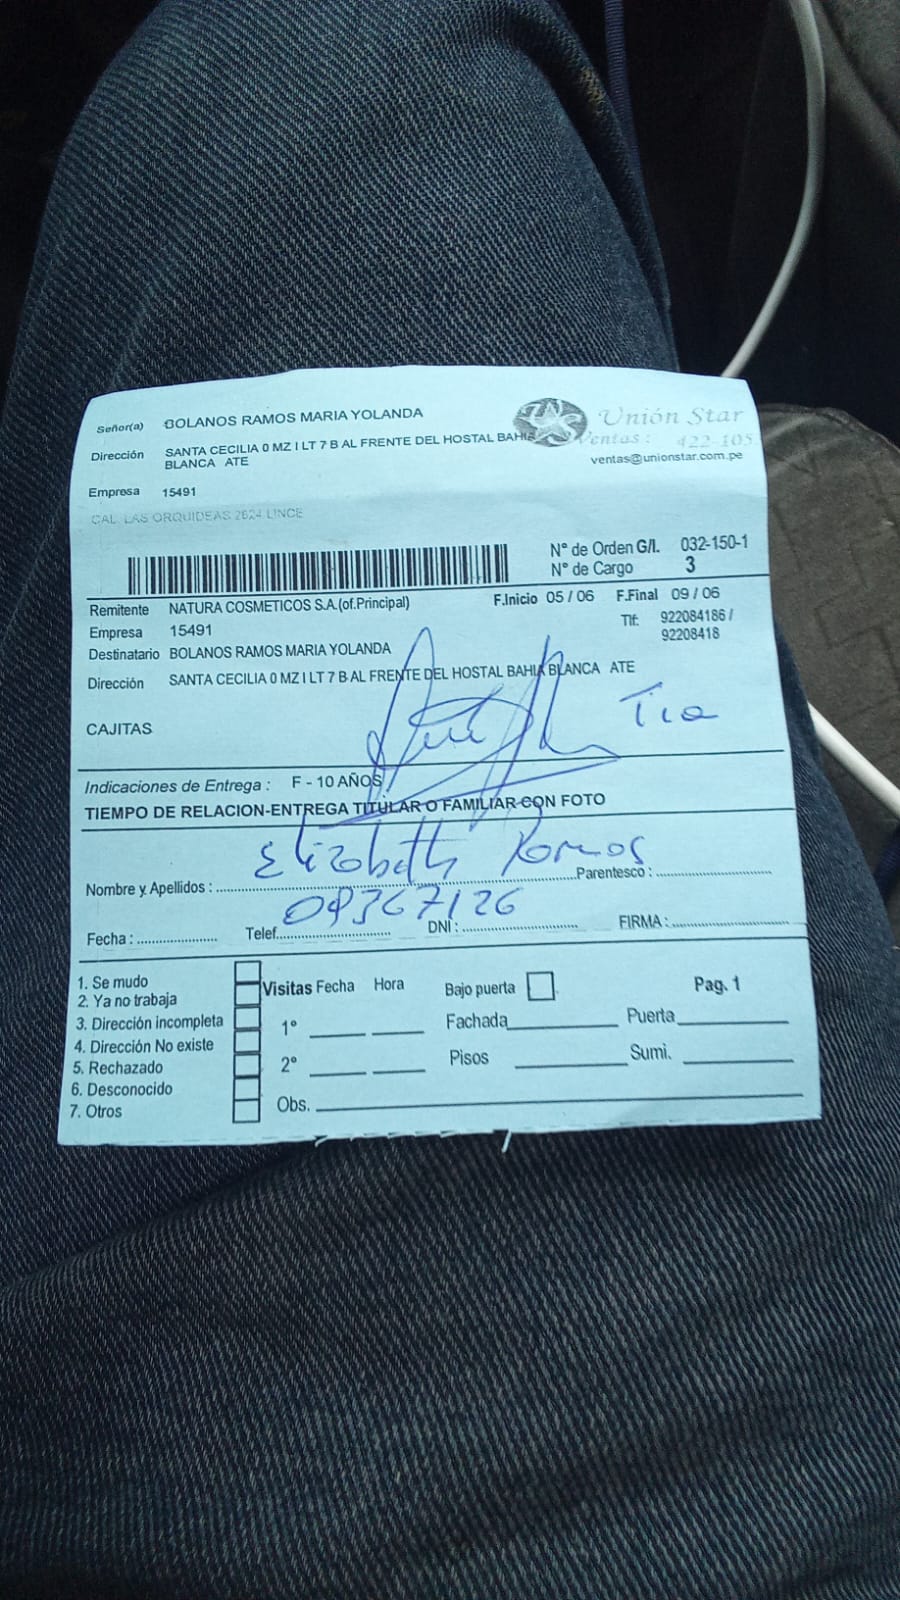 Señor(a) BOLANOS RAMOS MARIA YOLANDA
Unión Star
Dirección SANTA CECILIA 0 MZ I LT 7 B AL FRENTE DEL HOSTAL BAHIA
BLANCA ATE
Ventas : 422-105
ventas@unionstar.com.pe
Empresa 15491
CAL. LAS ORQUIDEAS 2624 LINCE
N° de Orden G/I. 032-150-1
N° de Cargo 3
Remitente NATURA COSMETICOS S.A.(of.Principal) F.Inicio 05 / 06 F.Final 09 / 06
Empresa 15491 Tlf: 922084186 /
92208418
Destinatario BOLANOS RAMOS MARIA YOLANDA
Dirección SANTA CECILIA 0 MZ I LT 7 B AL FRENTE DEL HOSTAL BAHIA BLANCA ATE
CAJITAS Tia
Indicaciones de Entrega : F - 10 AÑOS
TIEMPO DE RELACION-ENTREGA TITULAR O FAMILIAR CON FOTO
Elizabeth Ramos
Nombre y Apellidos : Parentesco :
Fecha : Telef. DNI : FIRMA :
1. Se mudo
2. Ya no trabaja
3. Dirección incompleta
4. Dirección No existe
5. Rechazado
6. Desconocido
7. Otros
Visitas Fecha Hora Bajo puerta Pag. 1
1° Fachada Puerta
2° Pisos Sumi.
Obs.